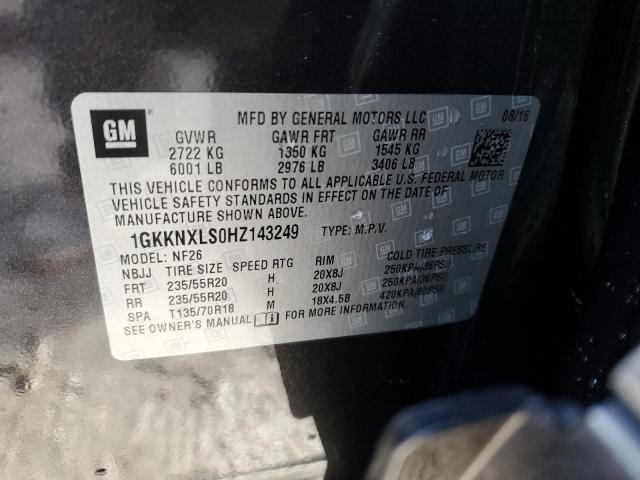 GM
MFD BY GENERAL MOTORS LLC 08/16
GVWR GAWR FRT GAWR RR
2722 KG 1350 KG 1545 KG
6001 LB 2976 LB 3406 LB
THIS VEHICLE CONFORMS TO ALL APPLICABLE U.S. FEDERAL MOTOR
VEHICLE SAFETY STANDARDS IN EFFECT ON THE DATE OF
MANUFACTURE SHOWN ABOVE.
1GKKNXLS0HZ143249 TYPE: M.P.V.
MODEL: NF26
NBJJ TIRE SIZE SPEED RTG RIM COLD TIRE PRESSURE
FRT 235/55R20 H 20X8J 250KPA(36PSI)
RR 235/55R20 H 20X8J 250KPA(36PSI)
SPA T135/70R18 M 18X4.5B 420KPA(60PSI)
SEE OWNER'S MANUAL FOR MORE INFORMATION.